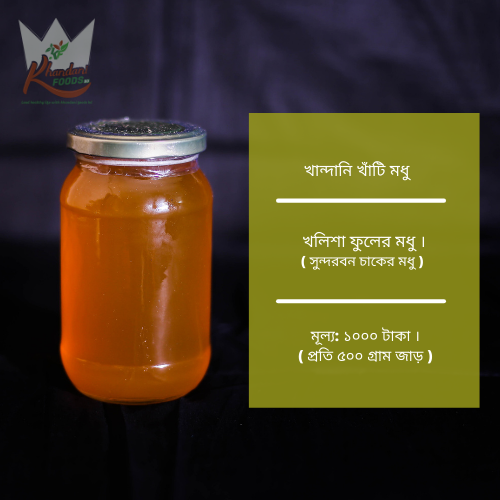 Khandani
FOODS
খান্দানি খাঁটি মধু
খলিশা ফুলের মধু ।
( সুন্দরবন চাকের মধু )
মূল্য: ১০০০ টাকা ।
( প্রতি ৫০০ গ্রাম জাড় )